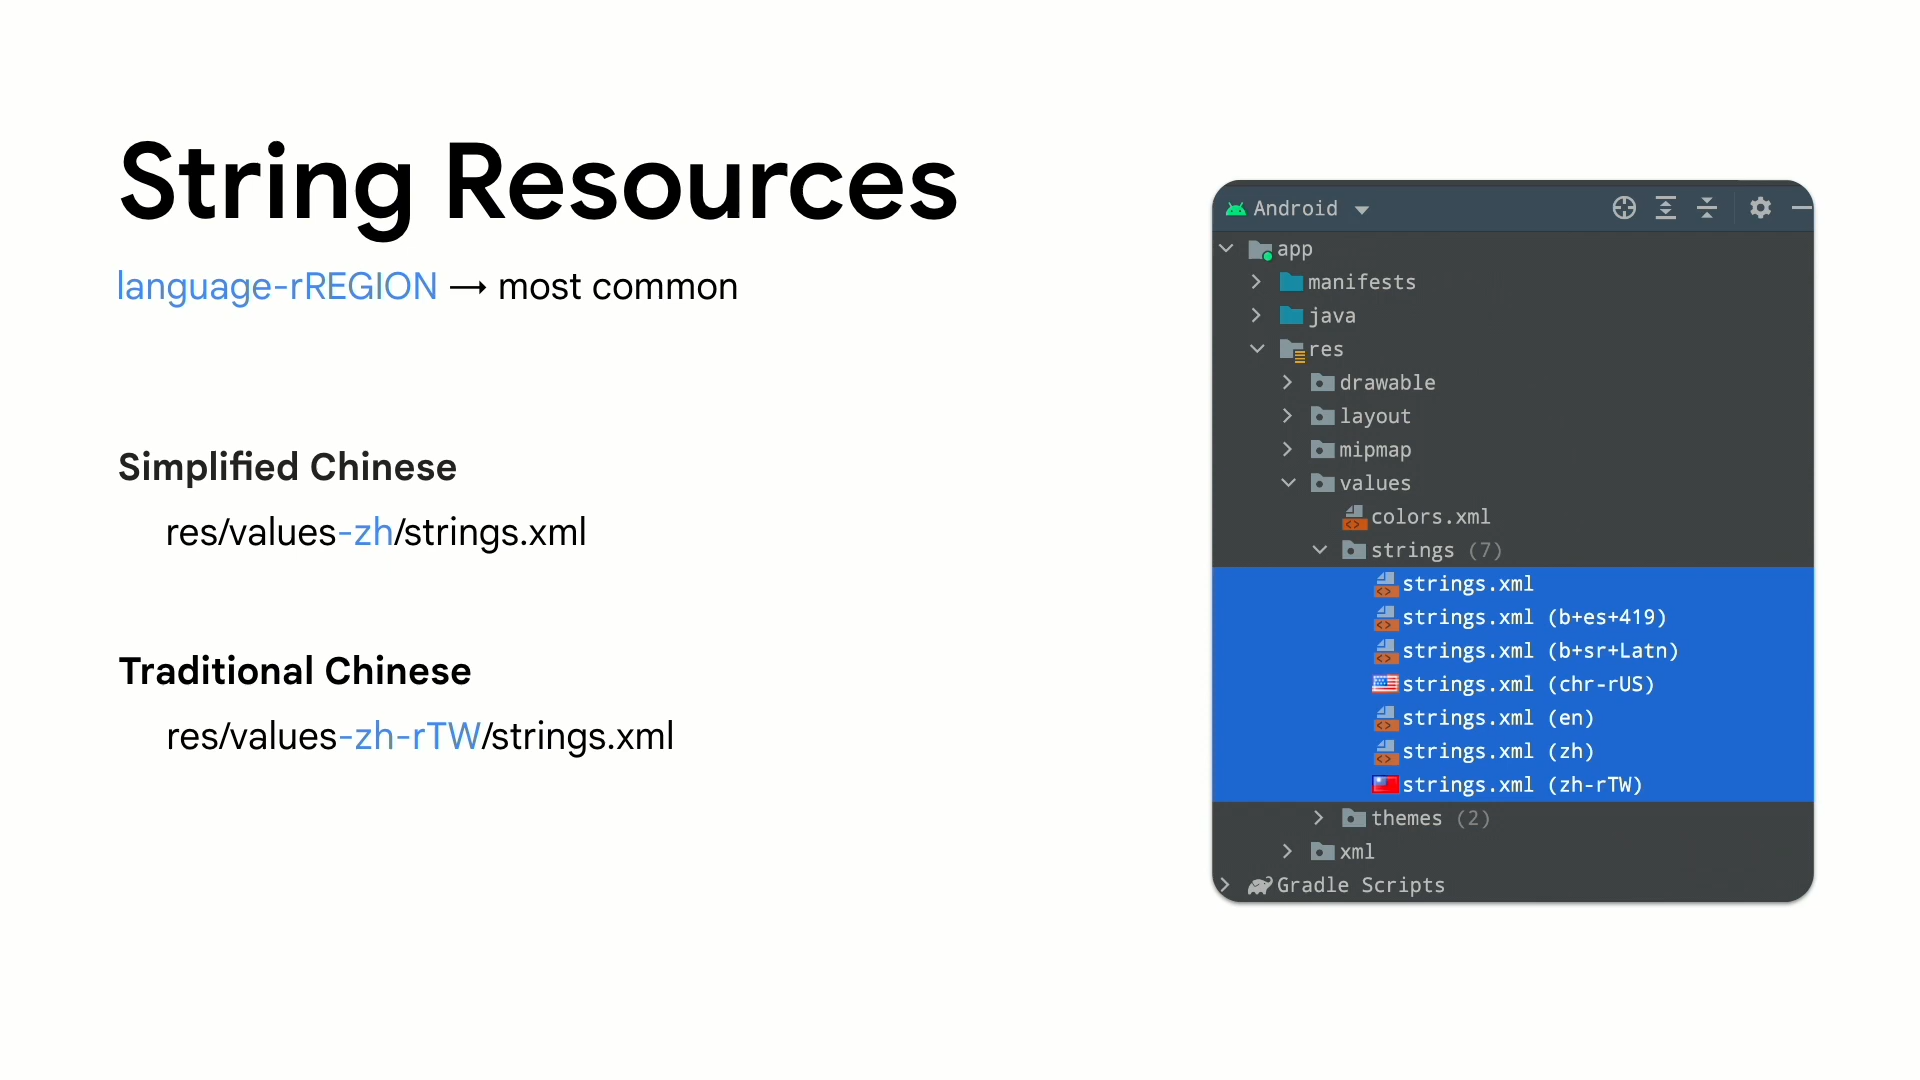 String Resources
language-rREGION → most common
Simplified Chinese
res/values-zh/strings.xml
Traditional Chinese
res/values-zh-rTW/strings.xml
Android
app
manifests
java
res
drawable
layout
mipmap
values
colors.xml
strings (7)
strings.xml
strings.xml (b+es+419)
strings.xml (b+sr+Latn)
strings.xml (chr-rUS)
strings.xml (en)
strings.xml (zh)
strings.xml (zh-rTW)
themes (2)
xml
Gradle Scripts